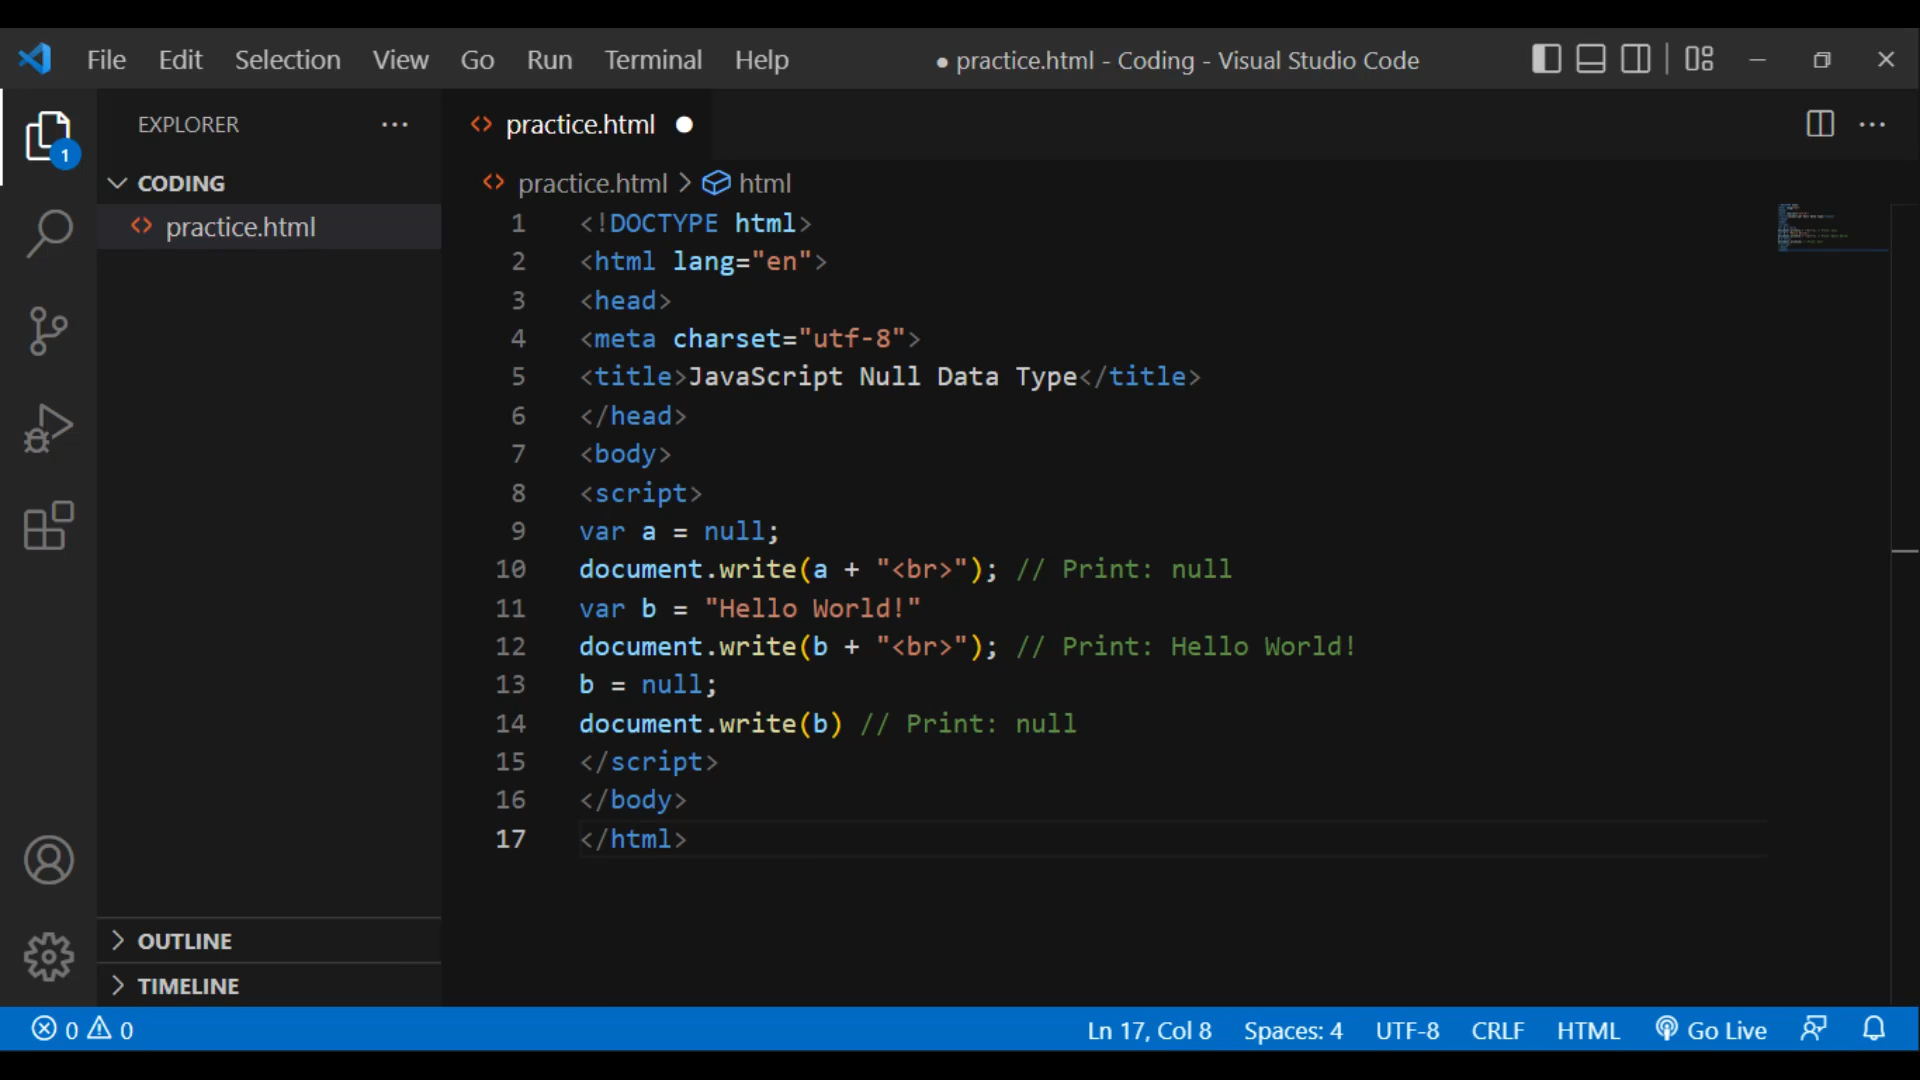 File Edit Selection View Go Run Terminal Help ● practice.html - Coding - Visual Studio Code
EXPLORER
practice.html
1
CODING
practice.html > html
practice.html
1 <!DOCTYPE html>
2 <html lang="en">
3 <head>
4 <meta charset="utf-8">
5 <title>JavaScript Null Data Type</title>
6 </head>
7 <body>
8 <script>
9 var a = null;
10 document.write(a + "<br>"); // Print: null
11 var b = "Hello World!"
12 document.write(b + "<br>"); // Print: Hello World!
13 b = null;
14 document.write(b) // Print: null
15 </script>
16 </body>
17 </html>
OUTLINE
TIMELINE
0 0 Ln 17, Col 8 Spaces: 4 UTF-8 CRLF HTML Go Live